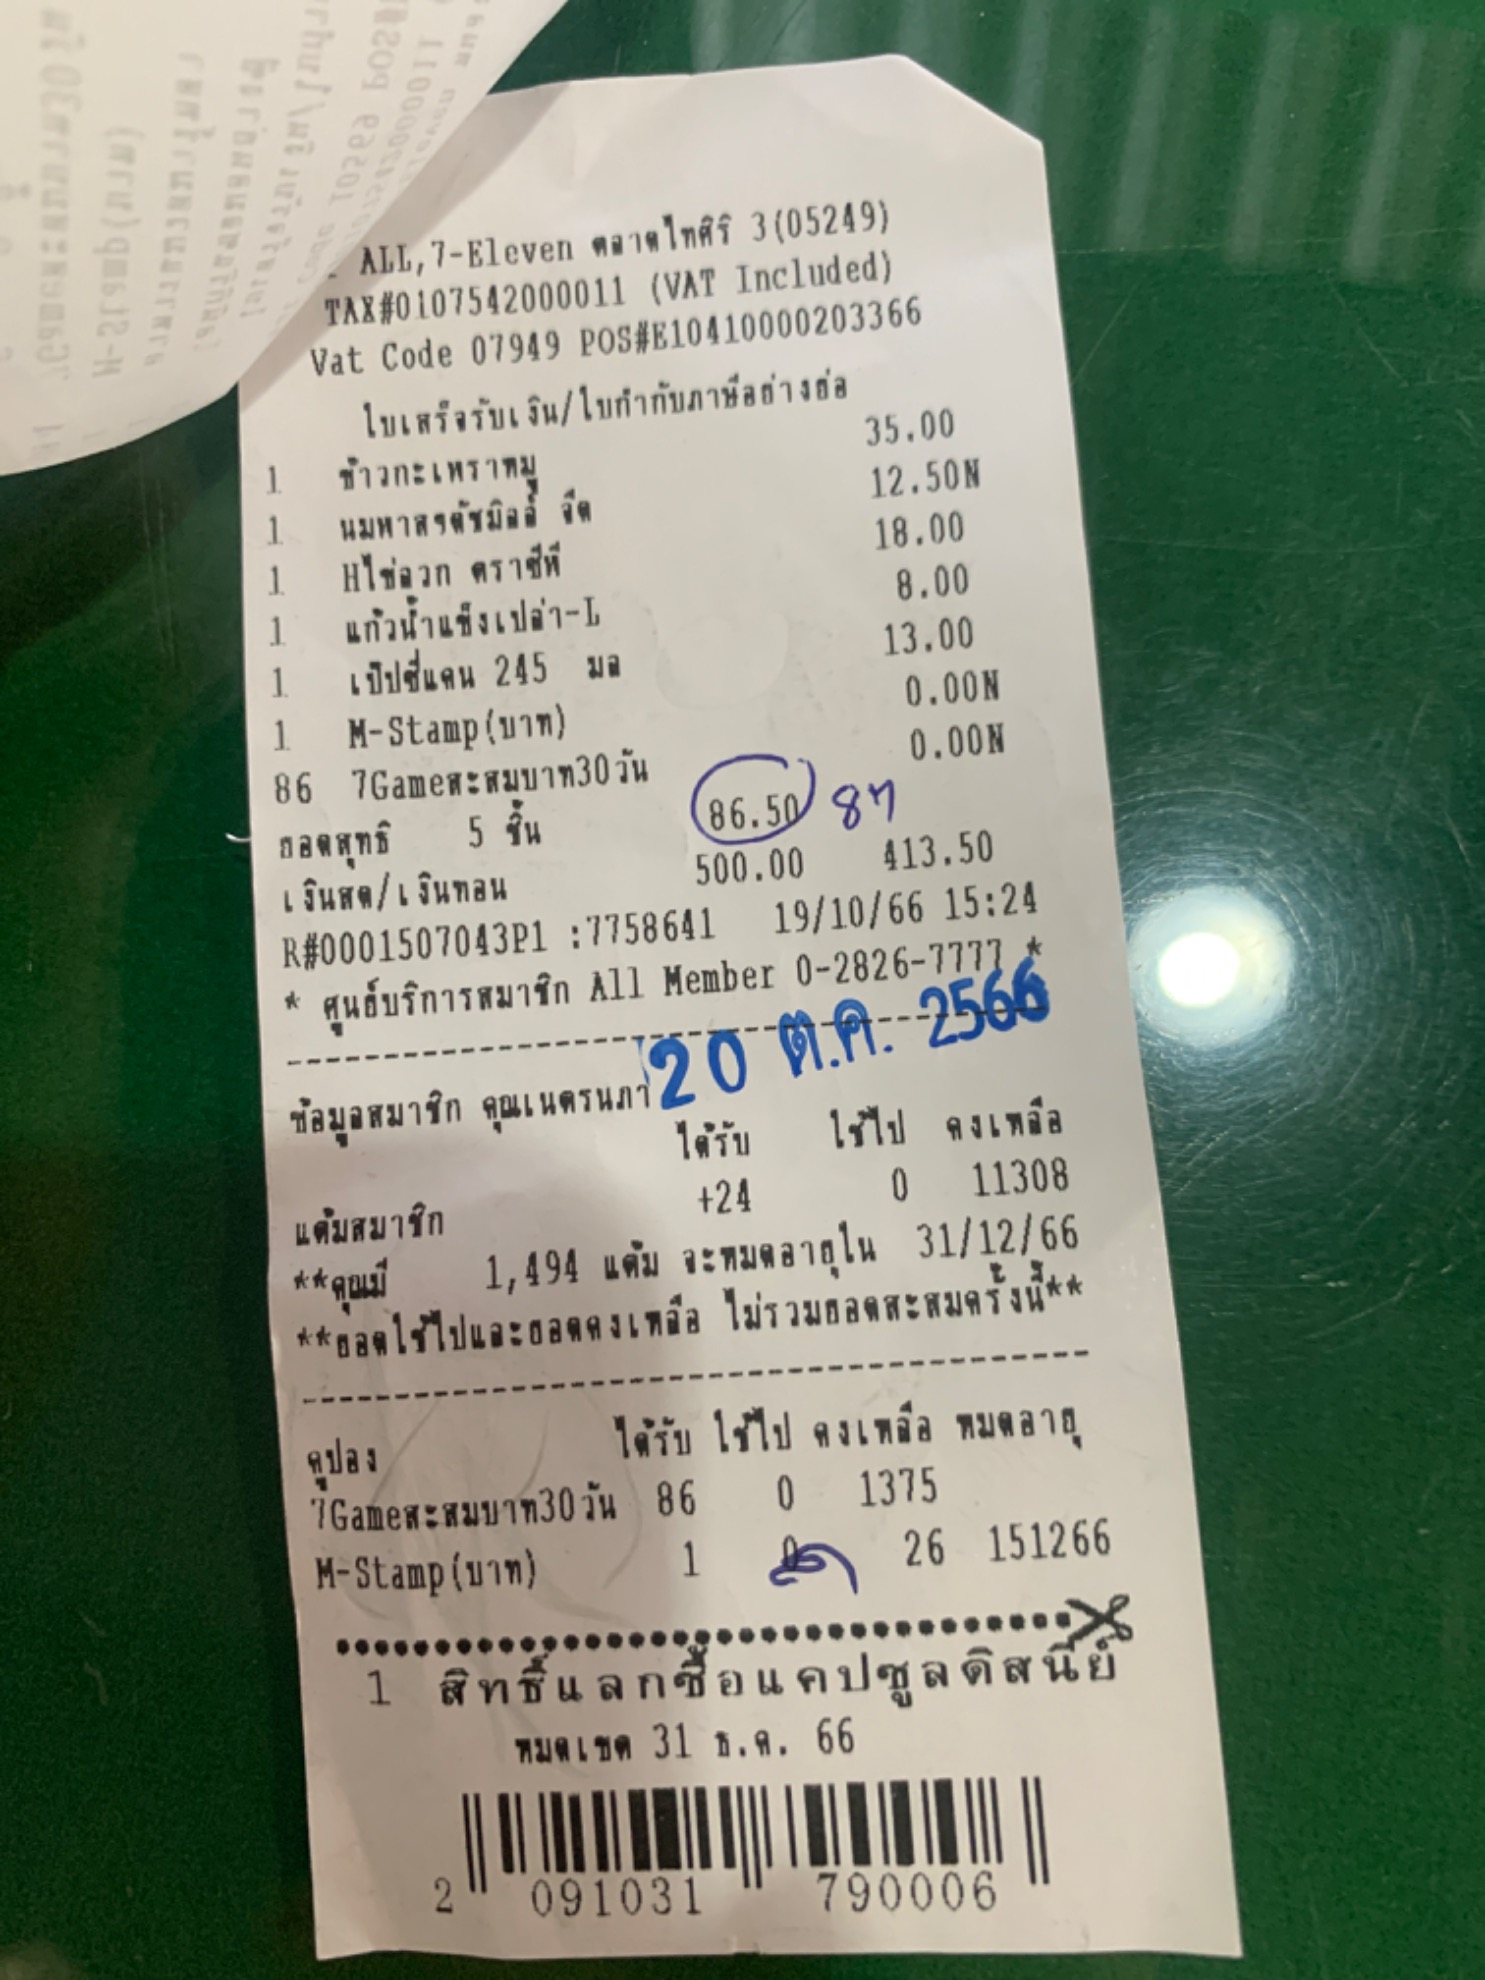 ALL,7-Eleven ตลาดไทศิริ 3(05249)
TAX#0107542000011 (VAT Included)
Vat Code 07949 POS#E10410000203366
ใบเสร็จรับเงิน/ใบกำกับภาษีอย่างย่อ
1 ข้าวกะเพราหมู 35.00
1 นมพาสฯดัชมิลล์ จืด 12.50N
1 Hไข่ลวก ตราซีพี 18.00
1 แก้วน้ำแข็งเปล่า-L 8.00
1 เป๊ปซี่แคน 245 มล 13.00
1 M-Stamp(บาท) 0.00N
86 7Gameสะสมบาท30วัน 0.00N
ยอดสุทธิ 5 ชิ้น 86.50 87
เงินสด/เงินทอน 500.00 413.50
R#0001507043P1 :7758641 19/10/66 15:24
* ศูนย์บริการสมาชิก All Member 0-2826-7777 *
20 ต.ค. 2566
ข้อมูลสมาชิก คุณเนตรนภา
ได้รับ ใช้ไป คงเหลือ
แต้มสมาชิก +24 0 11308
**คุณมี 1,494 แต้ม จะหมดอายุใน 31/12/66
**ยอดใช้ไปและยอดคงเหลือ ไม่รวมยอดสะสมครั้งนี้**
คูปอง ได้รับ ใช้ไป คงเหลือ หมดอายุ
7Gameสะสมบาท30วัน 86 0 1375
M-Stamp(บาท) 1 0 26 151266
1 สิทธิ์แลกซื้อแคปซูลดิสนีย์
หมดเขต 31 ธ.ค. 66
2 091031 790006